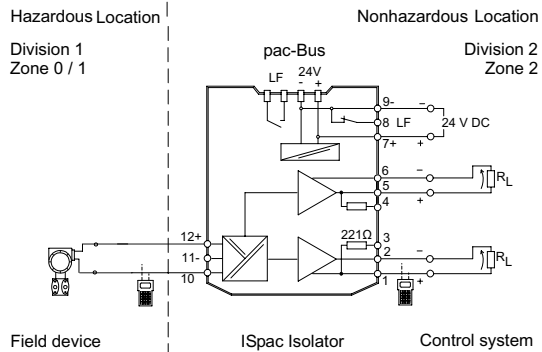 Hazardous Location
Nonhazardous Location
Division 1
Zone 0 / 1
Division 2
Zone 2
pac-Bus
LF
24V
- +
9-
8 LF
7+
–
+
24 V DC
6
5
4
–
+
RL
221Ω
3
2
1
–
+
RL
12+
11-
10
Field device
ISpac Isolator
Control system